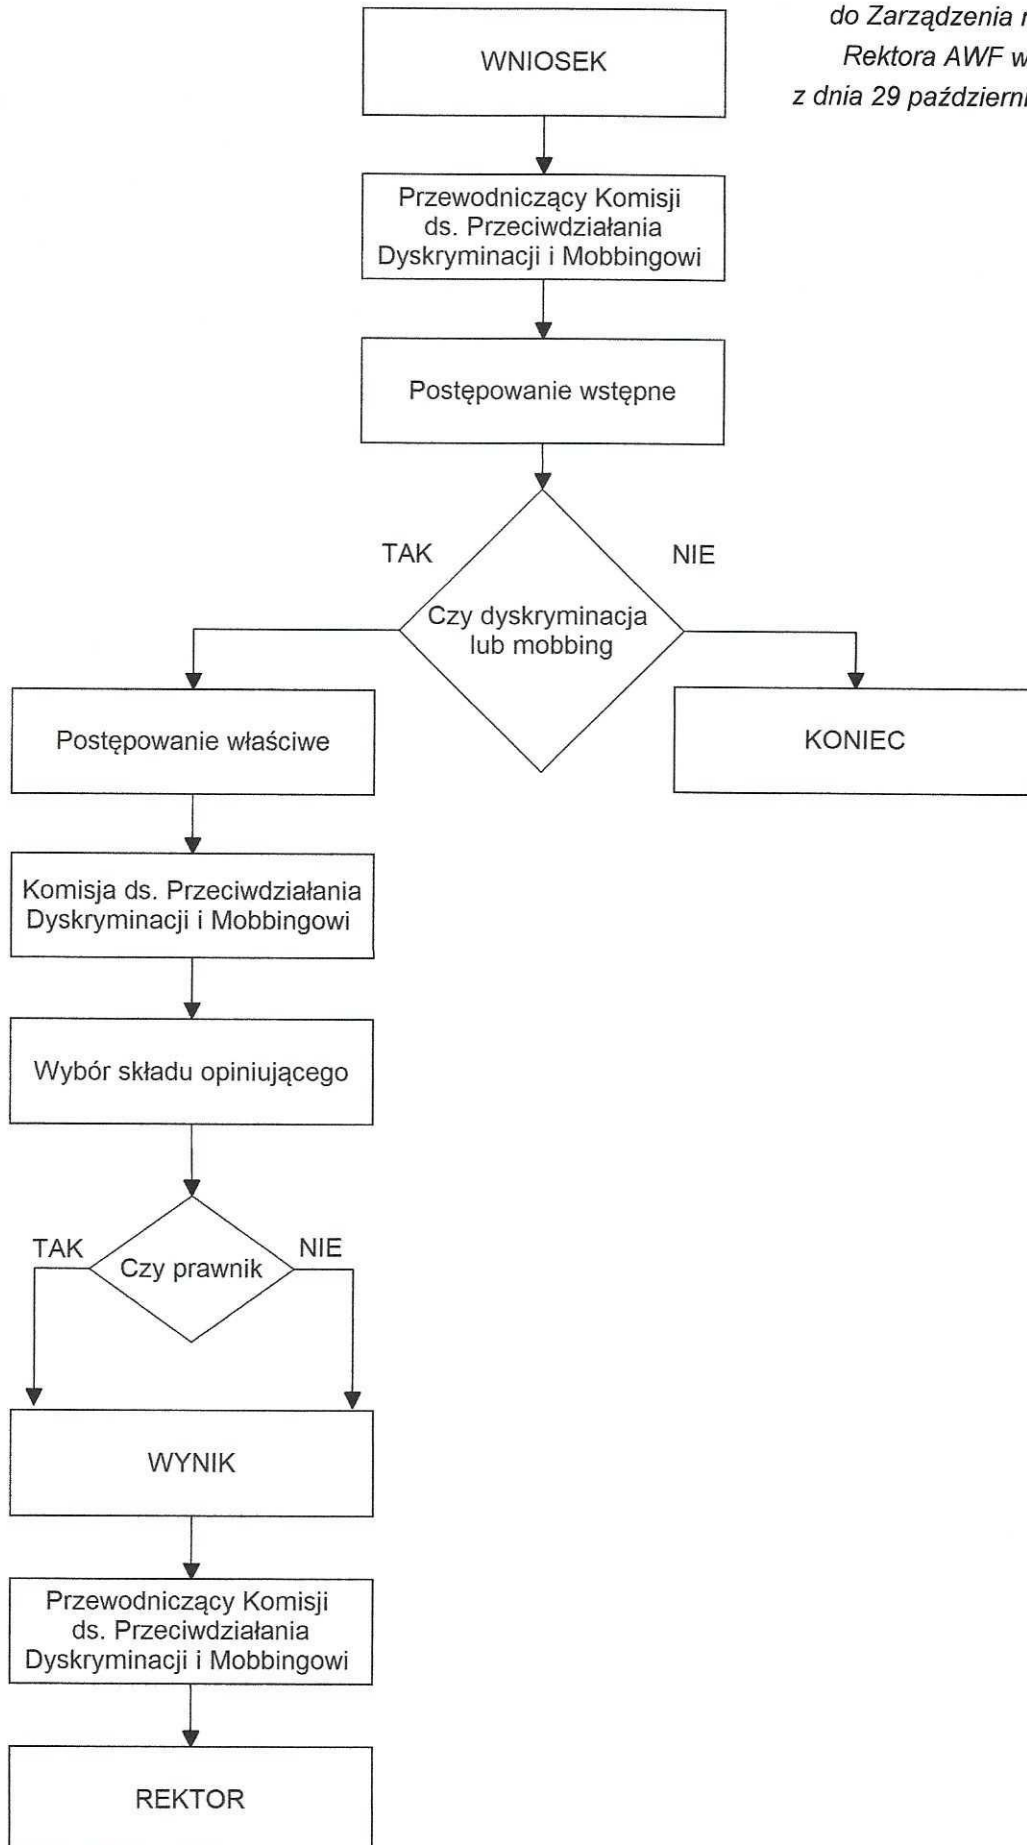 do Zarządzenia
Rektora AWF w
z dnia 29
WNIOSEK
Przewodniczący Komisji
ds. Przeciwdziałania
Dyskryminacji i Mobbingowi
Postępowanie wstępne
TAK
NIE
Czy dyskryminacja
lub mobbing
Postępowanie właściwe
KONIEC
Komisja ds. Przeciwdziałania
Dyskryminacji i Mobbingowi
Wybór składu opiniującego
TAK
NIE
Czy prawnik
WYNIK
Przewodniczący Komisji
ds. Przeciwdziałania
Dyskryminacji i Mobbingowi
REKTOR